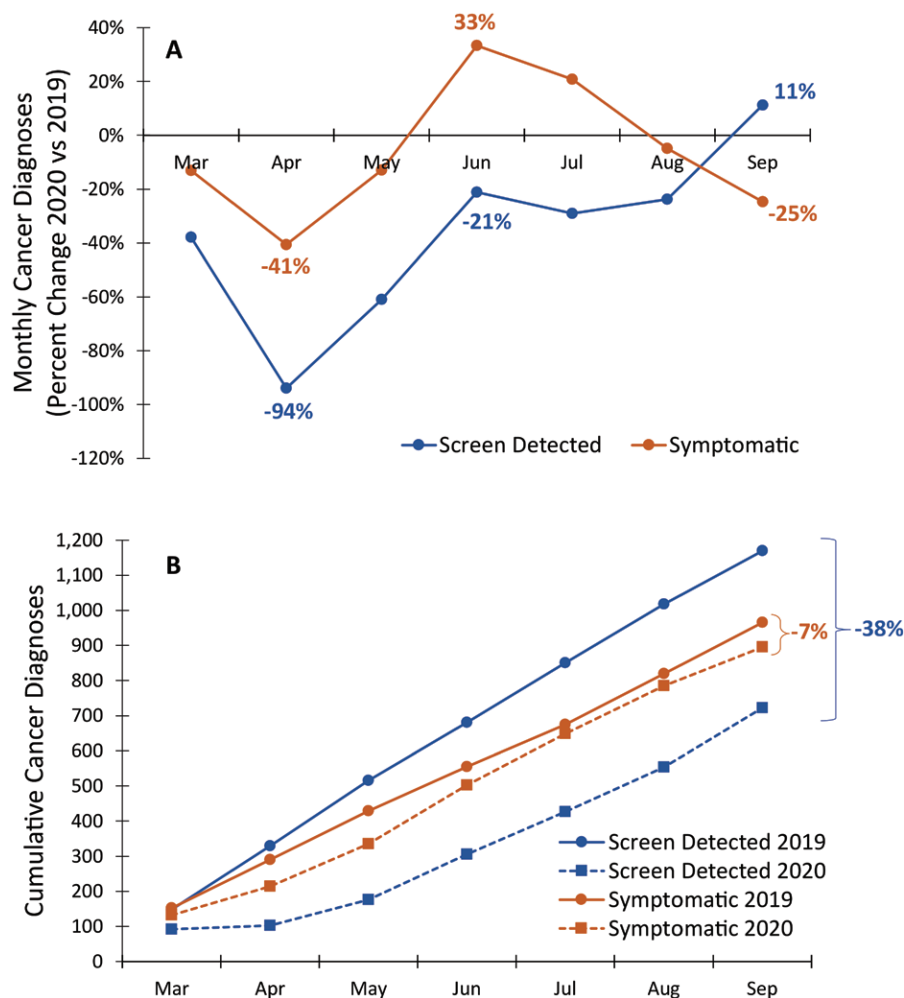 A
Monthly Cancer Diagnoses
(Percent Change 2020 vs 2019)
40%
20%
0%
-20%
-40%
-60%
-80%
-100%
-120%
Mar Apr May Jun Jul Aug Sep
33%
11%
-41%
-21%
-25%
-94%
Screen Detected Symptomatic
B
Cumulative Cancer Diagnoses
1,200
1,100
1,000
900
800
700
600
500
400
300
200
100
0
-7% -38%
Screen Detected 2019
Screen Detected 2020
Symptomatic 2019
Symptomatic 2020
Mar Apr May Jun Jul Aug Sep